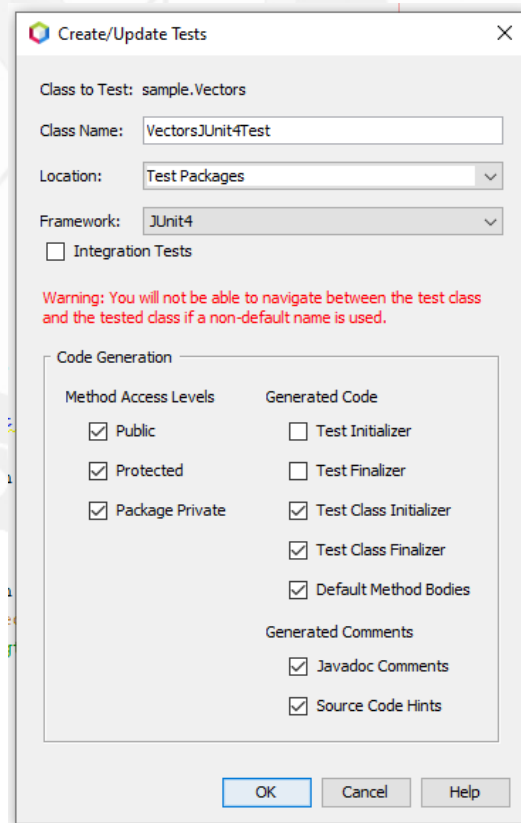 Create/Update Tests
Class to Test: sample.Vectors
Class Name: VectorsJUnit4Test
Location: Test Packages
Framework: JUnit4
Integration Tests
Warning: You will not be able to navigate between the test class
and the tested class if a non-default name is used.
Code Generation
Method Access Levels
Public
Protected
Package Private
Generated Code
Test Initializer
Test Finalizer
Test Class Initializer
Test Class Finalizer
Default Method Bodies
Generated Comments
Javadoc Comments
Source Code Hints
OK Cancel Help